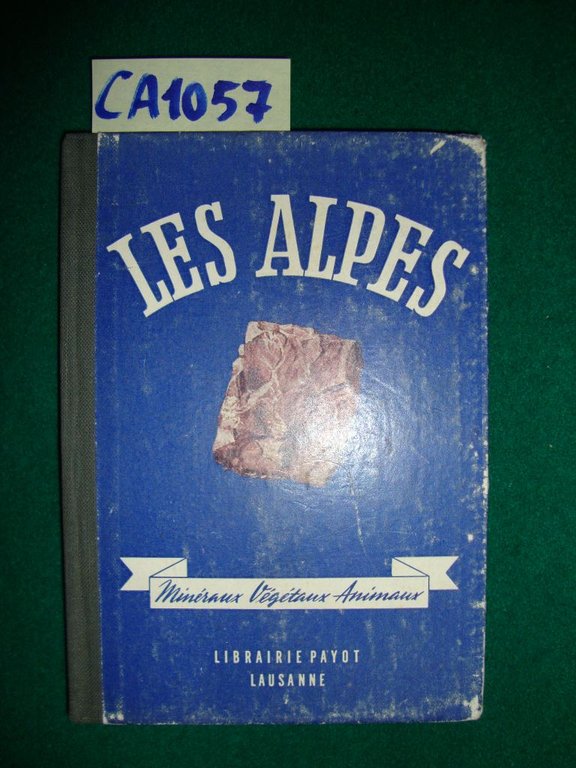 CA1057
LES ALPES
Minéraux Végétaux Animaux
LIBRAIRIE PAYOT
LAUSANNE